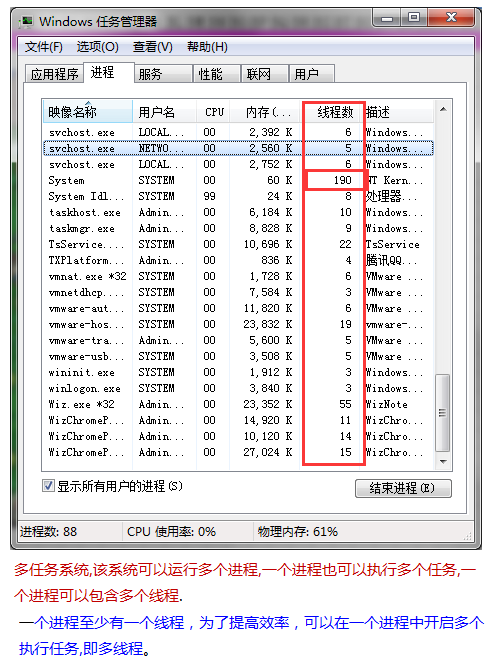 Windows 任务管理器
文件(F) 选项(O) 查看(V) 帮助(H)
应用程序 进程 服务 性能 联网 用户
映像名称 用户名 CPU 内存(... 线程数 描述
svchost.exe LOCAL... 00 2,392 K 6 Windows...
svchost.exe NETWO... 00 2,560 K 5 Windows...
svchost.exe LOCAL... 00 2,752 K 6 Windows...
System SYSTEM 00 60 K 190 NT Kern...
System Idl... SYSTEM 99 24 K 8 处理器...
taskhost.exe Admin... 00 6,184 K 10 Windows...
taskmgr.exe Admin... 00 8,828 K 9 Windows...
TsService.... SYSTEM 00 10,696 K 22 TsService
TXPlatform... Admin... 00 836 K 4 腾讯QQ...
vmnat.exe *32 SYSTEM 00 1,728 K 6 VMware ...
vmnetdhcp.... SYSTEM 00 7,584 K 3 VMware ...
vmware-aut... SYSTEM 00 11,820 K 6 VMware ...
vmware-hos... SYSTEM 00 23,832 K 19 vmware-...
vmware-tra... Admin... 00 5,600 K 5 VMware ...
vmware-usb... SYSTEM 00 3,508 K 5 VMware ...
wininit.exe SYSTEM 00 1,912 K 3 Windows...
winlogon.exe SYSTEM 00 3,840 K 3 Windows...
Wiz.exe *32 Admin... 00 23,352 K 55 WizNote
WizChromeP... Admin... 00 14,920 K 11 WizChro...
WizChromeP... Admin... 00 10,120 K 14 WizChro...
WizChromeP... Admin... 00 27,024 K 15 WizChro...
显示所有用户的进程(S) 结束进程(E)
进程数: 88 CPU 使用率: 0% 物理内存: 61%
多任务系统,该系统可以运行多个进程,一个进程也可以执行多个任务,一
个进程可以包含多个线程.
一个进程至少有一个线程，为了提高效率，可以在一个进程中开启多个
执行任务,即多线程。